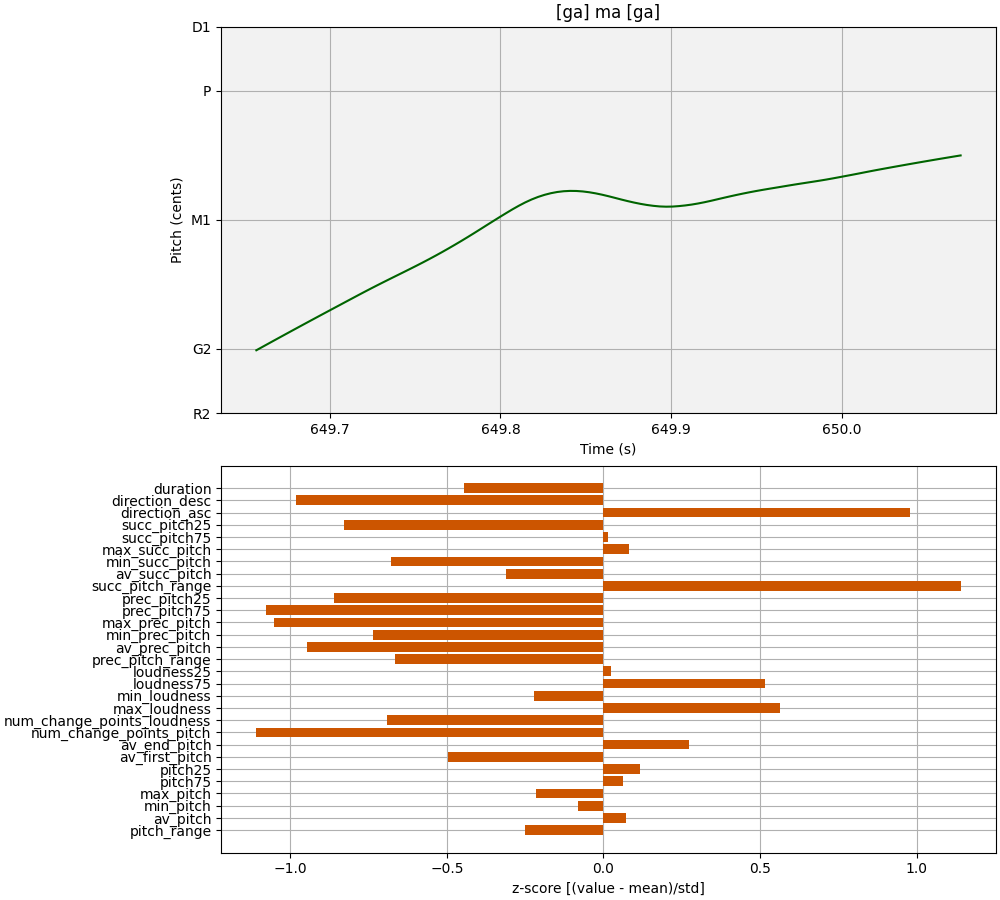 [ga] ma [ga]
D1
P
M1
G2
R2
Pitch (cents)
649.7 649.8 649.9 650.0
Time (s)
duration
direction_desc
direction_asc
succ_pitch25
succ_pitch75
max_succ_pitch
min_succ_pitch
av_succ_pitch
succ_pitch_range
prec_pitch25
prec_pitch75
max_prec_pitch
min_prec_pitch
av_prec_pitch
prec_pitch_range
loudness25
loudness75
min_loudness
max_loudness
num_change_points_loudness
num_change_points_pitch
av_end_pitch
av_first_pitch
pitch25
pitch75
max_pitch
min_pitch
av_pitch
pitch_range
−1.0 −0.5 0.0 0.5 1.0
z-score [(value - mean)/std]